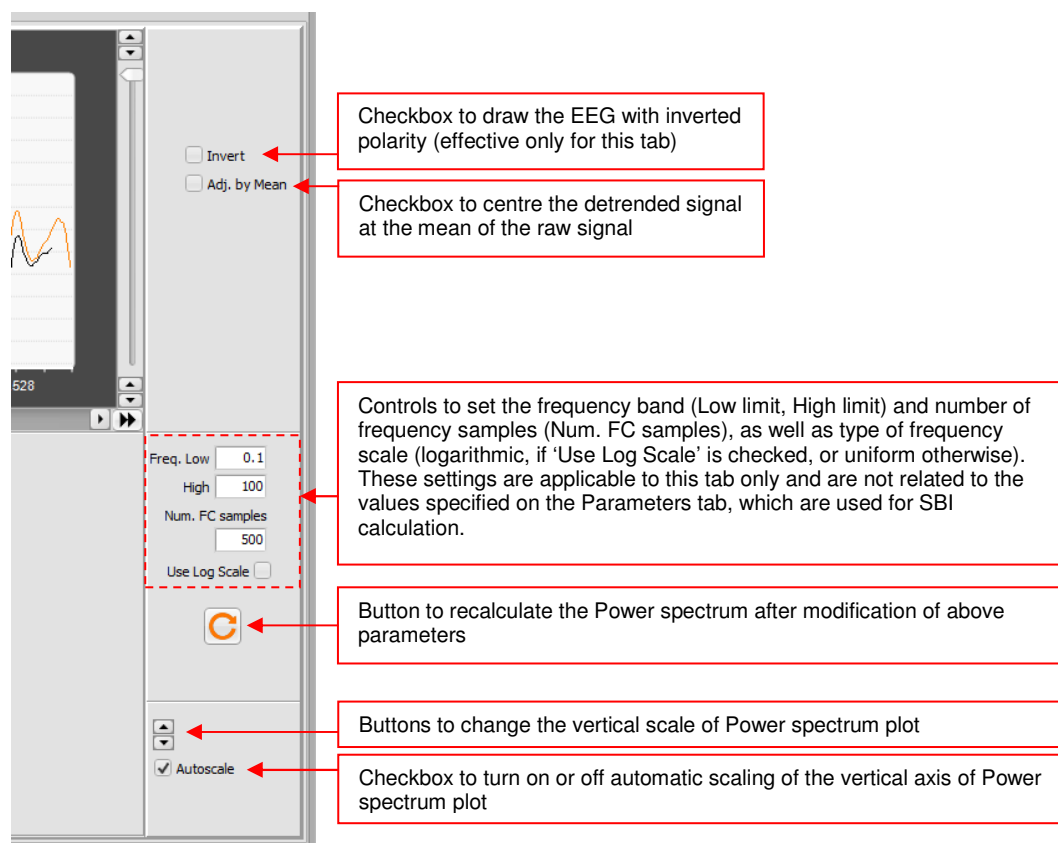 Invert
Adj. by Mean
Checkbox to draw the EEG with inverted
polarity (effective only for this tab)
Checkbox to centre the detrended signal
at the mean of the raw signal
528
Freq. Low 0.1
High 100
Num. FC samples
500
Use Log Scale
Controls to set the frequency band (Low limit, High limit) and number of
frequency samples (Num. FC samples), as well as type of frequency
scale (logarithmic, if ‘Use Log Scale’ is checked, or uniform otherwise).
These settings are applicable to this tab only and are not related to the
values specified on the Parameters tab, which are used for SBI
calculation.
Button to recalculate the Power spectrum after modification of above
parameters
Buttons to change the vertical scale of Power spectrum plot
Autoscale
Checkbox to turn on or off automatic scaling of the vertical axis of Power
spectrum plot